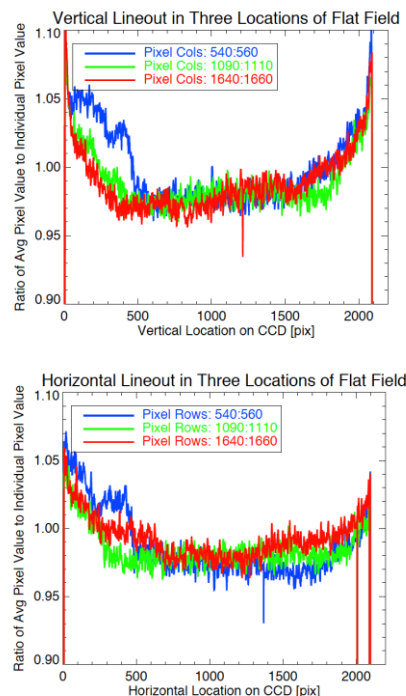 Vertical Lineout in Three Locations of Flat Field
Ratio of Avg Pixel Value to Individual Pixel Value
1.10
1.05
1.00
0.95
0.90
Pixel Cols: 540:560
Pixel Cols: 1090:1110
Pixel Cols: 1640:1660
0 500 1000 1500 2000
Vertical Location on CCD [pix]
Horizontal Lineout in Three Locations of Flat Field
Ratio of Avg Pixel Value to Individual Pixel Value
1.10
1.05
1.00
0.95
0.90
Pixel Rows: 540:560
Pixel Rows: 1090:1110
Pixel Rows: 1640:1660
0 500 1000 1500 2000
Horizontal Location on CCD [pix]